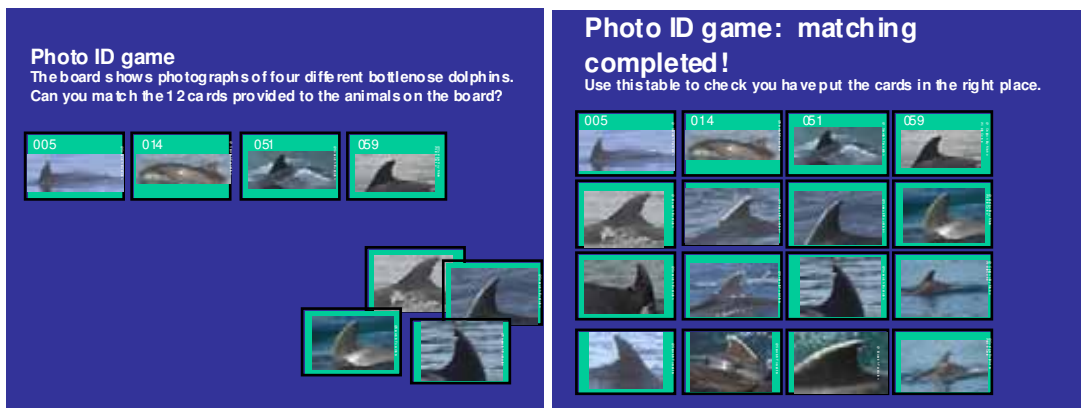 Photo ID game
The board shows photographs of four different bottlenose dolphins.
Can you match the 12 cards provided to the animals on the board?
005 014 051 059
Photo ID game: matching
completed!
Use this table to check you have put the cards in the right place.
005 014 051 059